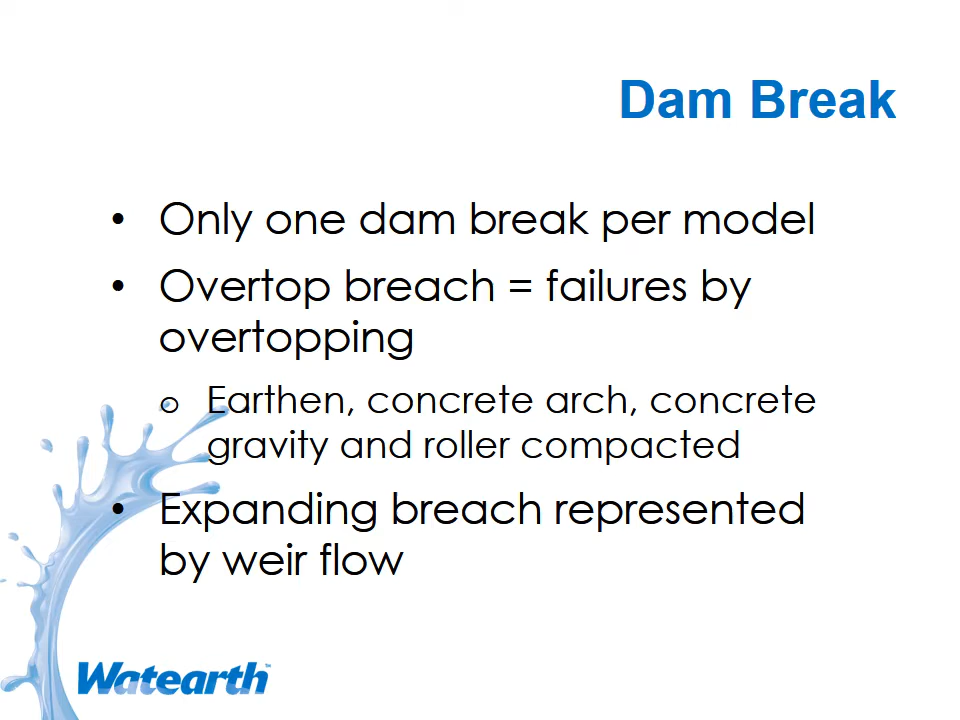 Dam Break
• Only one dam break per model
• Overtop breach = failures by
overtopping
o Earthen, concrete arch, concrete
gravity and roller compacted
• Expanding breach represented
by weir flow
Watearth™